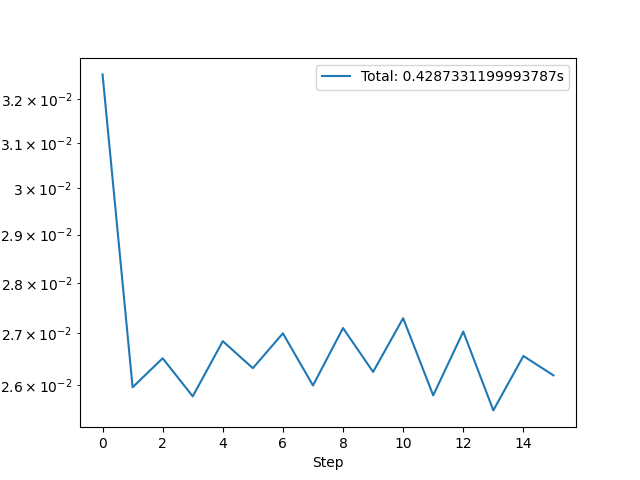 Total: 0.4287331199993787s
3.2 × 10⁻²
3.1 × 10⁻²
3 × 10⁻²
2.9 × 10⁻²
2.8 × 10⁻²
2.7 × 10⁻²
2.6 × 10⁻²
0 2 4 6 8 10 12 14
Step